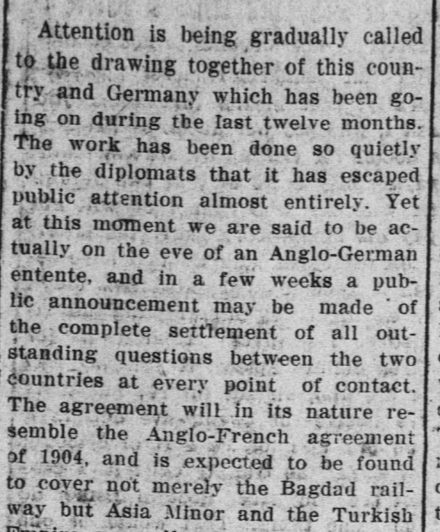 Attention is being gradually called
to the drawing together of this coun-
try and Germany which has been go-
ing on during the last twelve months.
The work has been done so quietly
by the diplomats that it has escaped
public attention almost entirely. Yet
at this moment we are said to be ac-
tually on the eve of an Anglo-German
entente, and in a few weeks a pub-
lic announcement may be made of
the complete settlement of all out-
standing questions between the two
countries at every point of contact.
The agreement will in its nature re-
semble the Anglo-French agreement
of 1904, and is expected to be found
to cover not merely the Bagdad rail-
way but Asia Minor and the Turkish